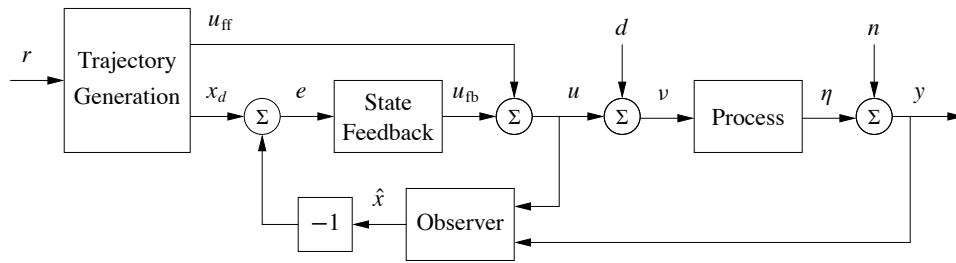 u_ff
d
n
r
Trajectory
Generation
x_d
Σ
e
State
Feedback
u_fb
Σ
u
Σ
ν
Process
η
Σ
y
−1
x̂
Observer